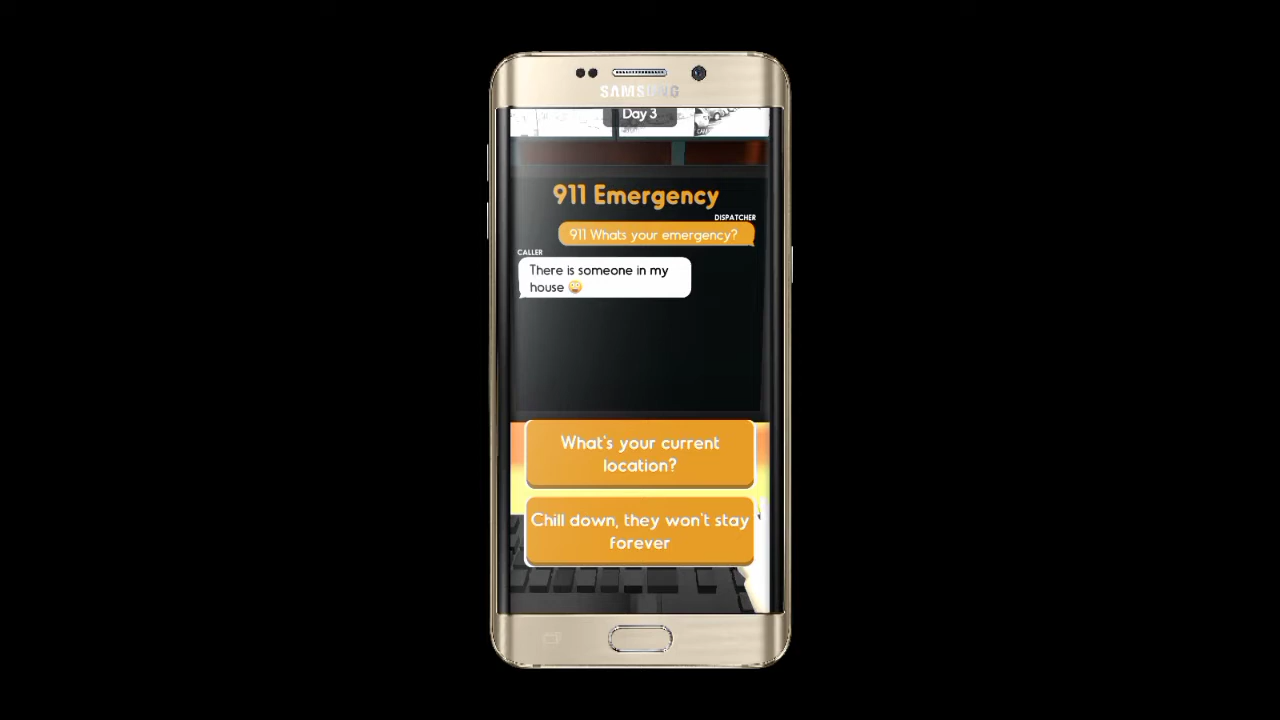 SAMSUNG
Day 3
911 Emergency
DISPATCHER
911 Whats your emergency?
CALLER
There is someone in my
house 😳
What's your current
location?
Chill down, they won't stay
forever